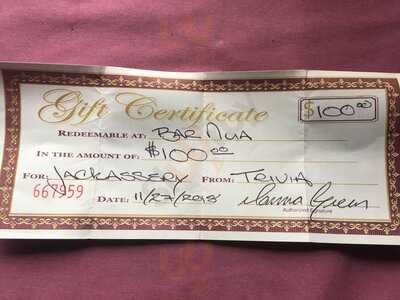 Gift Certificate
$100.00
REDEEMABLE AT: BAR MUA
IN THE AMOUNT OF: $100.00
FOR: JACKASSERY FROM: TRIVIA
667959
DATE: 11/27/2018
Authorized Signature